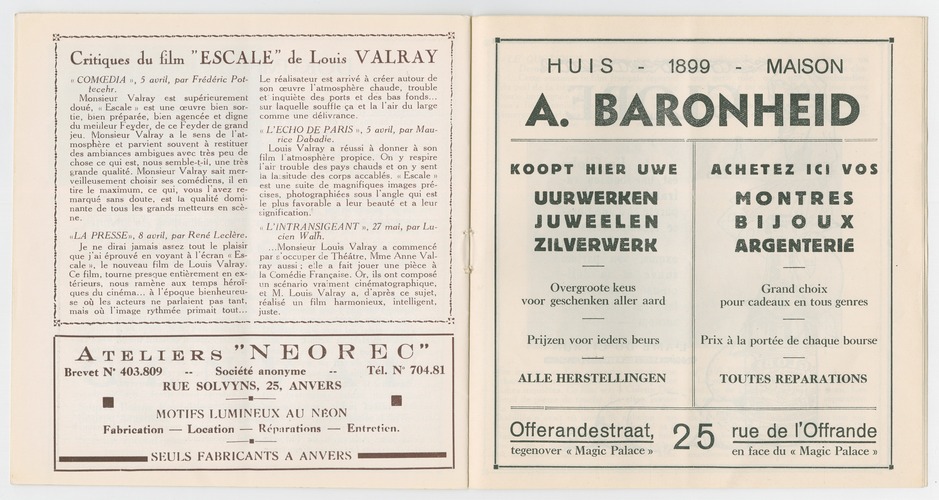 Critiques du film "ESCALE" de Louis VALRAY
« COMŒDIA », 5 avril, par Frédéric Pot-
tecehr.
Monsieur Valray est supérieurement
doué, « Escale » est une œuvre bien sor-
tie, bien préparée, bien agencée et digne
du meileur Feyder, de ce Feyder de grand
jeu. Monsieur Valray a le sens de l'at-
mosphère et parvient souvent à restituer
des ambiances ambigues avec très peu de
chose ce qui est, nous semble-t-il, une très
grande qualité. Monsieur Valray sait mer-
veilleusement choisir ses comédiens, il en
tire le maximum, ce qui, vous l'avez re-
marqué sans doute, est la qualité domi-
nante de tous les grands metteurs en scè-
ne.
«LA PRESSE», 8 avril, par René Leclère.
Je ne dirai jamais assez tout le plaisir
que j'ai éprouvé en voyant à l'écran « Es-
cale », le nouveau film de Louis Valray.
Ce film, tourne presque entièrement en ex-
térieurs, nous ramène aux temps héroï-
ques du cinéma... à l'époque bienheureu-
se où les acteurs ne parlaient pas tant,
mais où l'image rythmée primait tout...
Le réalisateur est arrivé à créer autour de
son œuvre l'atmosphère chaude, trouble
et inquiète des ports et des bas fonds...
sur laquelle souffle ça et la l'air du large
comme une délivrance.
« L'ECHO DE PARIS », 5 avril, par Mau-
rice Dabadie.
Louis Valray a réussi à donner à son
film l'atmosphère propice. On y respire
l'air trouble des pays chauds et on y sent
la lassitude des corps accablés. « Escale »
est une suite de magnifiques images pré-
cises, photographiées sous l'angle qui est
le plus favorable a leur beauté et a leur
signification.
« L'INTRANSIGEANT », 27 mai, par Lu-
cien Walh.
...Monsieur Louis Valray a commencé
par s'occuper de Théâtre, Mme Anne Val-
ray aussi ; elle a fait jouer une pièce à
la Comédie Française. Or, ils ont composé
un scénario vraiment cinématographique,
et M. Louis Valray a, d'après ce sujet,
réalisé un film harmonieux, intelligent,
juste.
ATELIERS "NEOREC"
Brevet N° 403.809 -- Société anonyme -- Tél. N° 704.81
RUE SOLVYNS, 25, ANVERS
MOTIFS LUMINEUX AU NÉON
Fabrication — Location — Réparations — Entretien.
SEULS FABRICANTS A ANVERS
HUIS - 1899 - MAISON
A. BARONHEID
KOOPT HIER UWE
UURWERKEN
JUWEELEN
ZILVERWERK
Overgroote keus
voor geschenken aller aard
Prijzen voor ieders beurs
ALLE HERSTELLINGEN
ACHETEZ ICI VOS
MONTRES
BIJOUX
ARGENTERIE
Grand choix
pour cadeaux en tous genres
Prix à la portée de chaque bourse
TOUTES REPARATIONS
Offerandestraat, 25 rue de l'Offrande
tegenover « Magic Palace » en face du « Magic Palace »